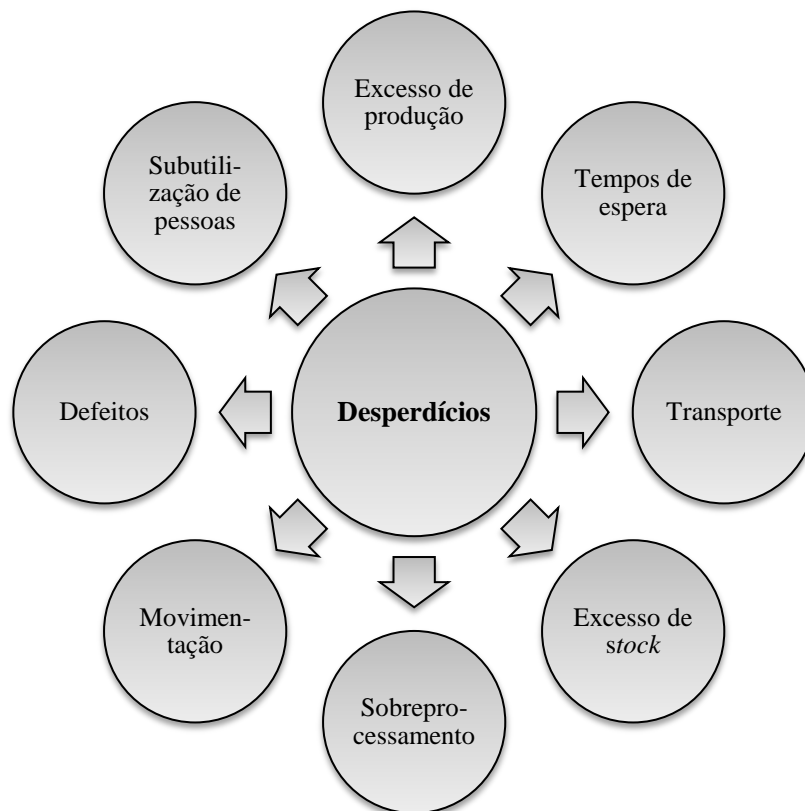 Excesso de
produção
Subutili-
zação de
pessoas
Tempos de
espera
Defeitos
Desperdícios
Transporte
Movimen-
tação
Excesso de
stock
Sobrepro-
cessamento